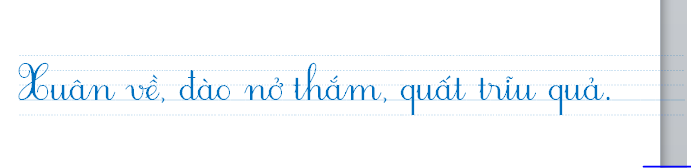 Xuân về, đào nở thắm, quất trĩu quả.